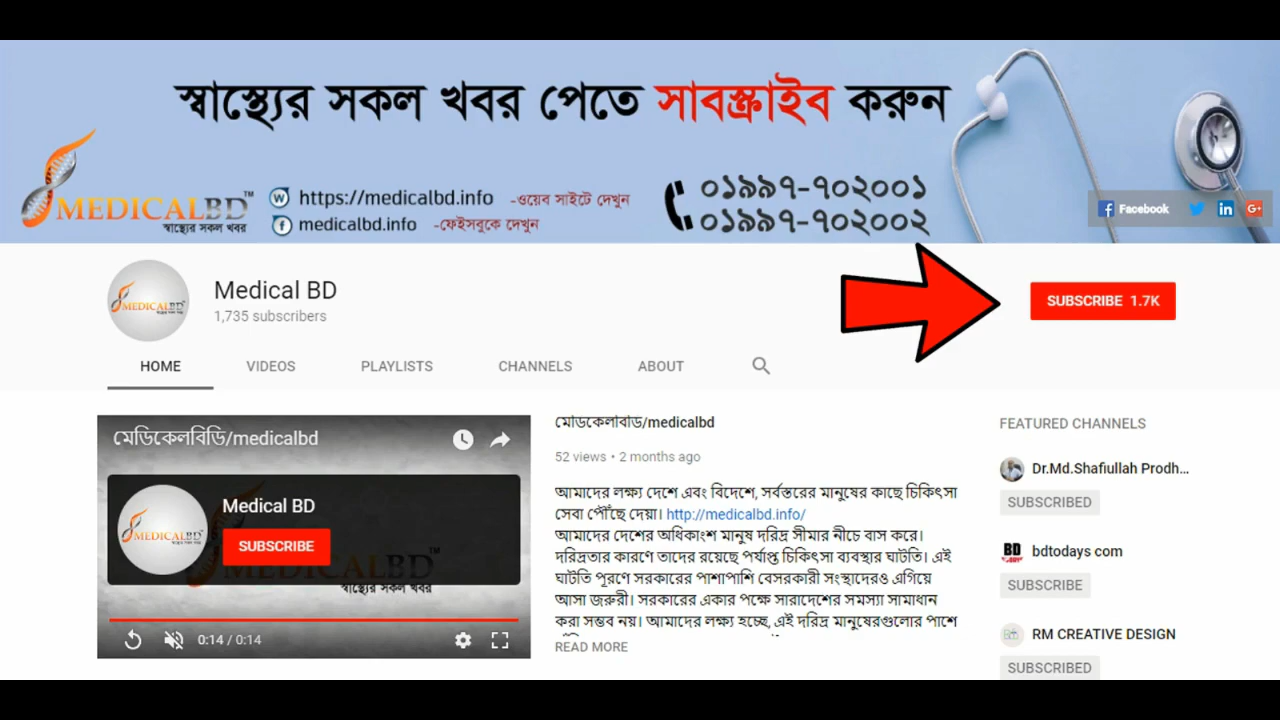 স্বাস্থ্যের সকল খবর পেতে সাবস্ক্রাইব করুন
MEDICALBD™
স্বাস্থ্যের সকল খবর
https://medicalbd.info -ওয়েব সাইটে দেখুন
medicalbd.info -ফেইসবুকে দেখুন
০১৯৯৭-৭০২০০১
০১৯৯৭-৭০২০০২
Facebook
Medical BD
1,735 subscribers
SUBSCRIBE 1.7K
HOME VIDEOS PLAYLISTS CHANNELS ABOUT
মেডিকেলবিডি/medicalbd
Medical BD
SUBSCRIBE
স্বাস্থ্যের সকল খবর
0:14 / 0:14
মেডিকেলবিডি/medicalbd
52 views • 2 months ago
আমাদের লক্ষ্য দেশে এবং বিদেশে, সর্বস্তরের মানুষের কাছে চিকিৎসা
সেবা পৌঁছে দেয়া। http://medicalbd.info/
আমাদের দেশের অধিকাংশ মানুষ দরিদ্র সীমার নীচে বাস করে।
দরিদ্রতার কারণে তাদের রয়েছে পর্যাপ্ত চিকিৎসা ব্যবস্থার ঘাটতি। এই
ঘাটতি পূরণে সরকারের পাশাপাশি বেসরকারী সংস্থাদেরও এগিয়ে
আসা জরুরী। সরকারের একার পক্ষে সারাদেশের সমস্যা সামাধান
করা সম্ভব নয়। আমাদের লক্ষ্য হচ্ছে, এই দরিদ্র মানুষেরগুলোর পাশে
READ MORE
FEATURED CHANNELS
Dr.Md.Shafiullah Prodh...
SUBSCRIBED
bdtodays com
SUBSCRIBED
RM CREATIVE DESIGN
SUBSCRIBED